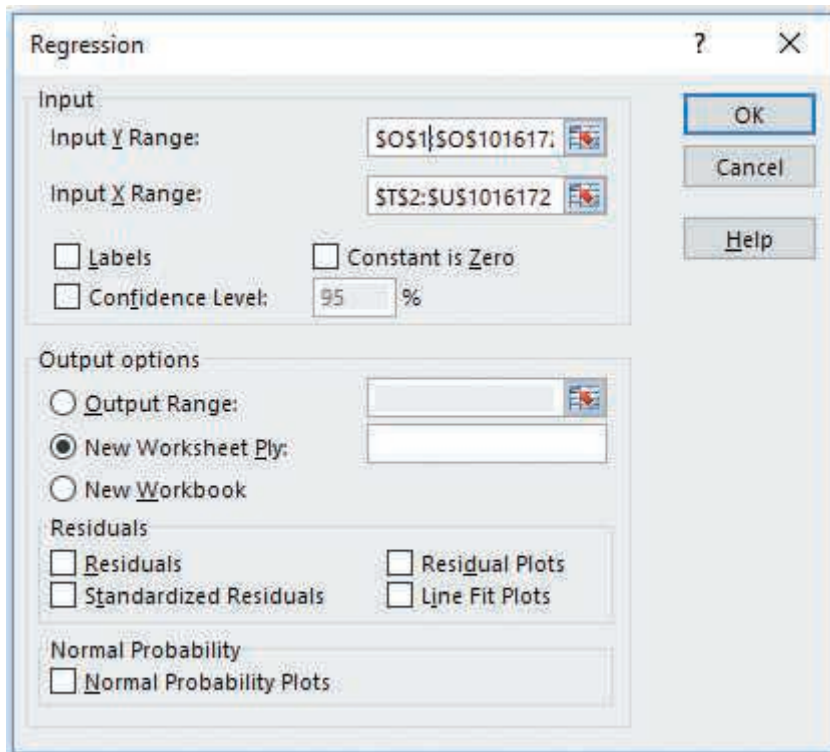 Regression ? ×
Input
Input Y Range: $O$1:$O$101617
OK
Cancel
Input X Range: $T$2:$U$1016172
Help
Labels Constant is Zero
Confidence Level: 95 %
Output options
Output Range:
New Worksheet Ply:
New Workbook
Residuals
Residuals Residual Plots
Standardized Residuals Line Fit Plots
Normal Probability
Normal Probability Plots